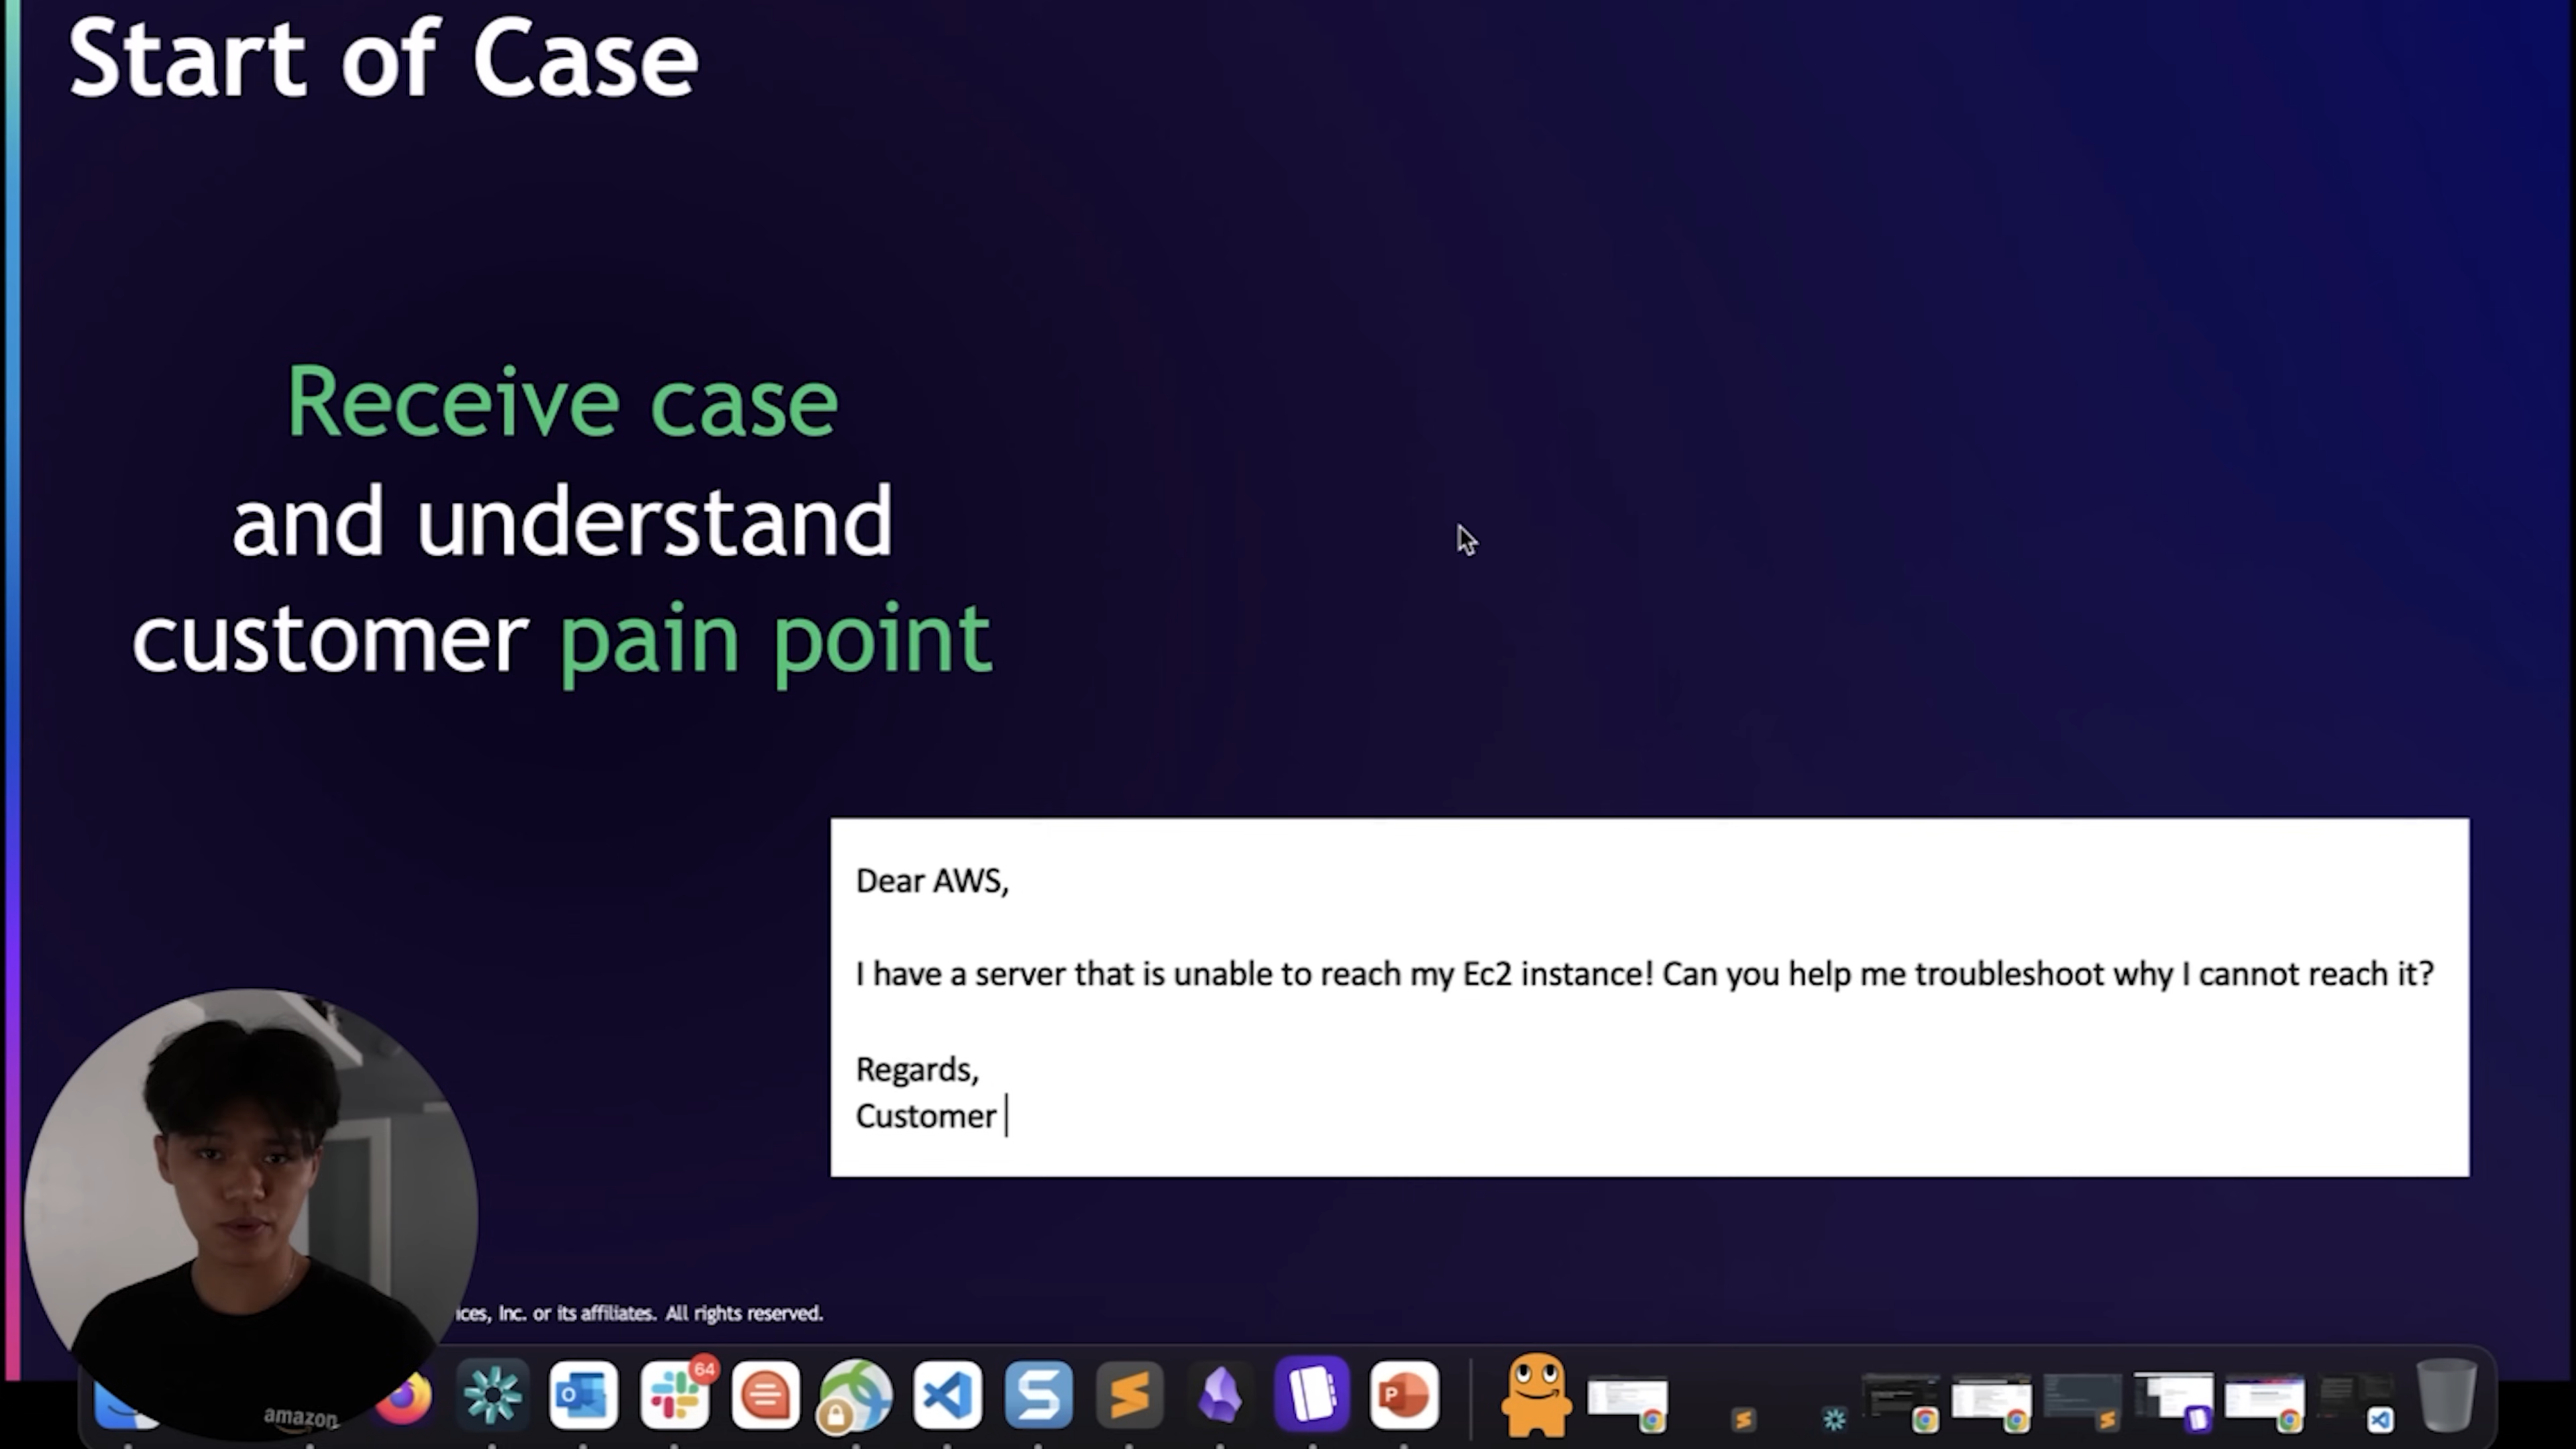 Start of Case
Receive case
and understand
customer pain point
Dear AWS,
I have a server that is unable to reach my Ec2 instance! Can you help me troubleshoot why I cannot reach it?
Regards,
Customer
ices, Inc. or its affiliates. All rights reserved.
64
amazon